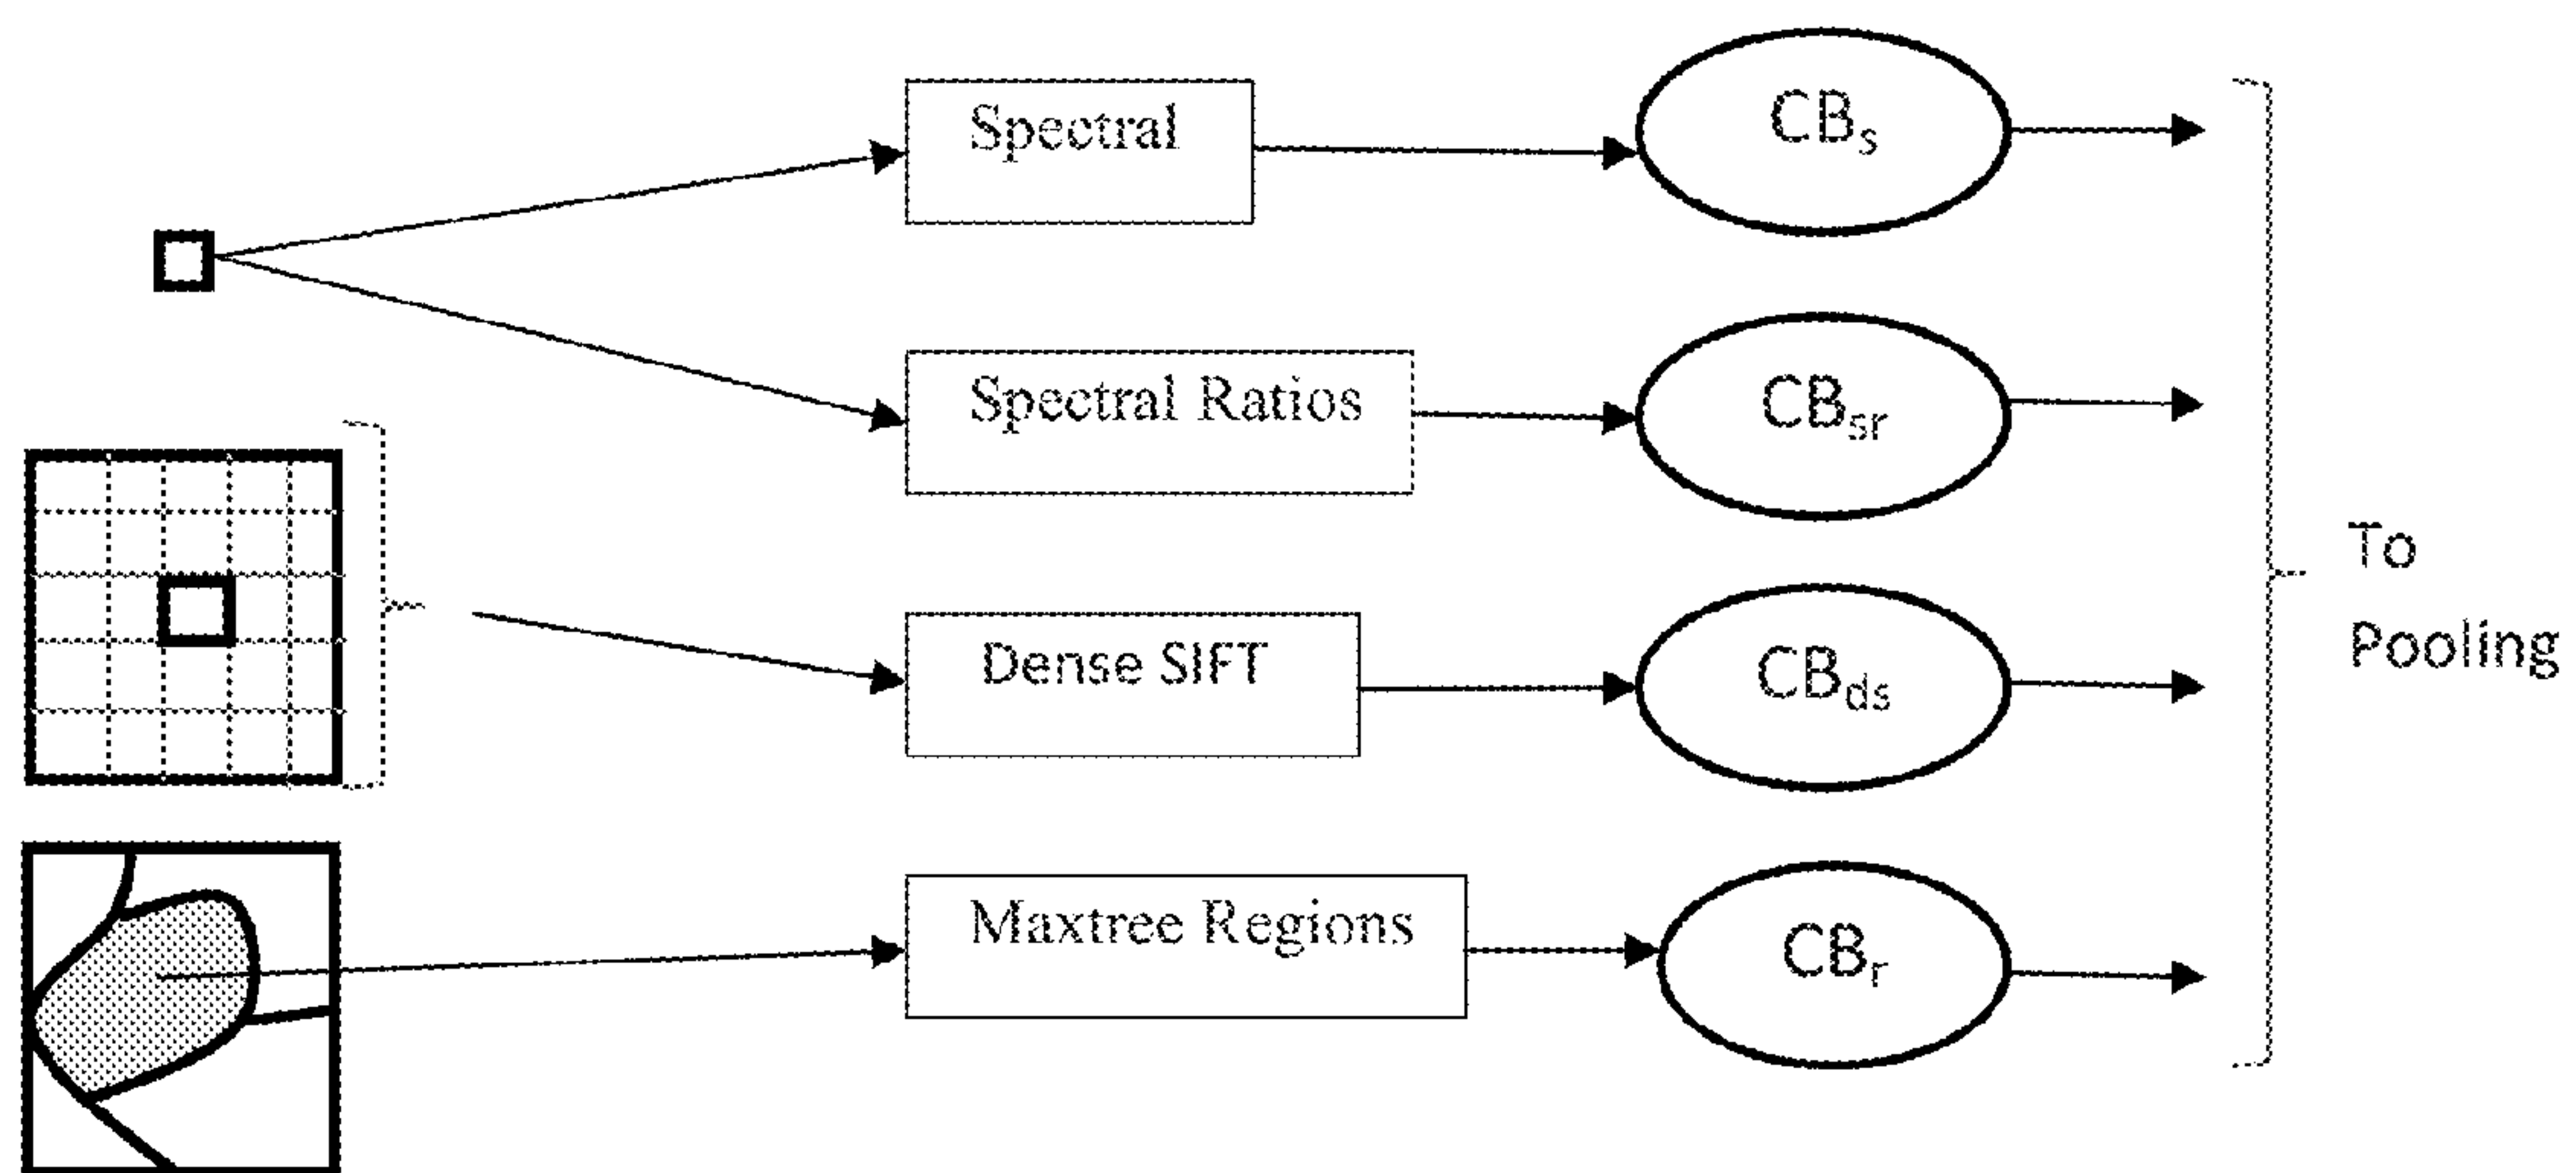 Spectral
CBs
Spectral Ratios
CBsr
Dense SIFT
CBds
Maxtree Regions
CBr
To
Pooling